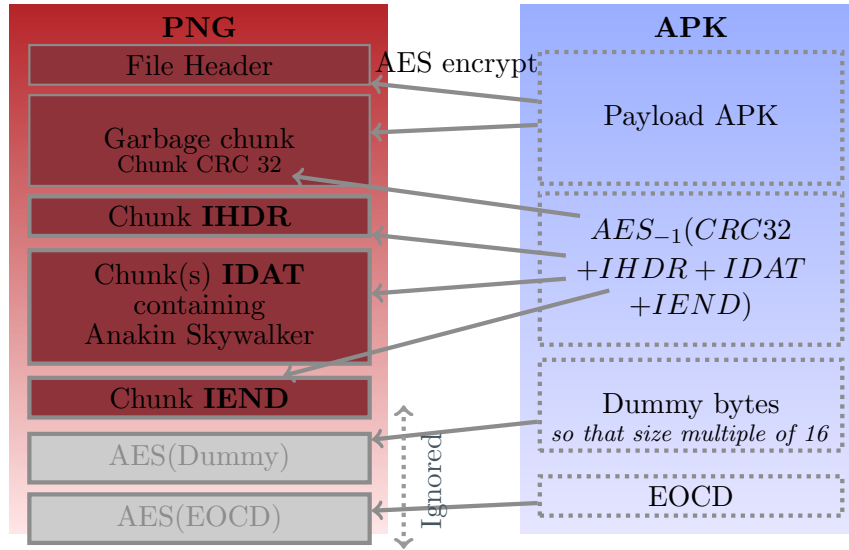 PNG
File Header
Garbage chunk
Chunk CRC 32
Chunk IHDR
Chunk(s) IDAT
containing
Anakin Skywalker
Chunk IEND
AES(Dummy)
AES(EOCD)
Ignored
AES encrypt
APK
Payload APK
AES₋₁(CRC32
+IHDR + IDAT
+IEND)
Dummy bytes
so that size multiple of 16
EOCD